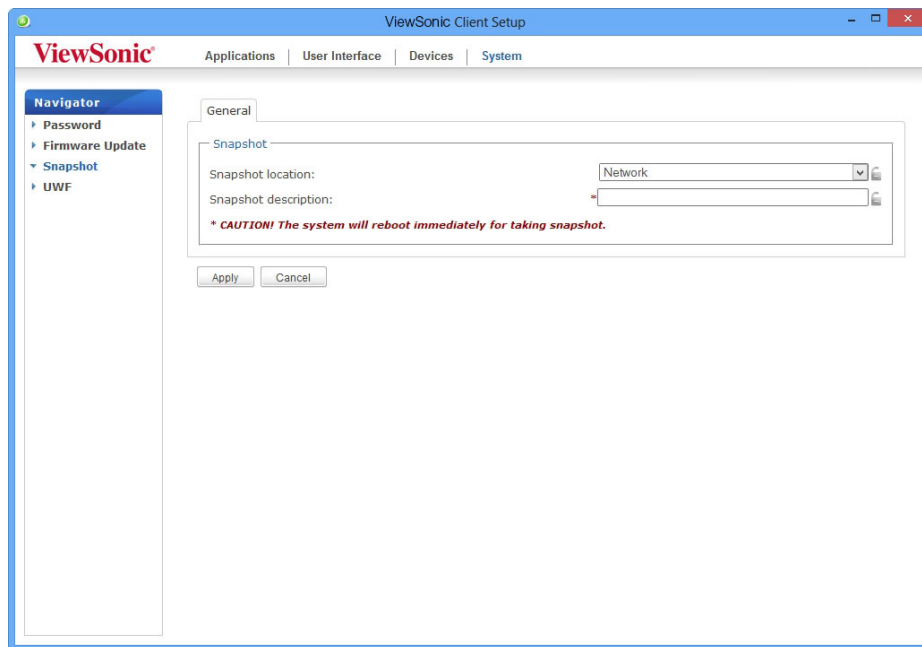 ViewSonic Client Setup
ViewSonic®
Applications | User Interface | Devices | System
Navigator
Password
Firmware Update
Snapshot
UWF
General
Snapshot
Snapshot location:
Network
Snapshot description:
*
* CAUTION! The system will reboot immediately for taking snapshot.
Apply
Cancel